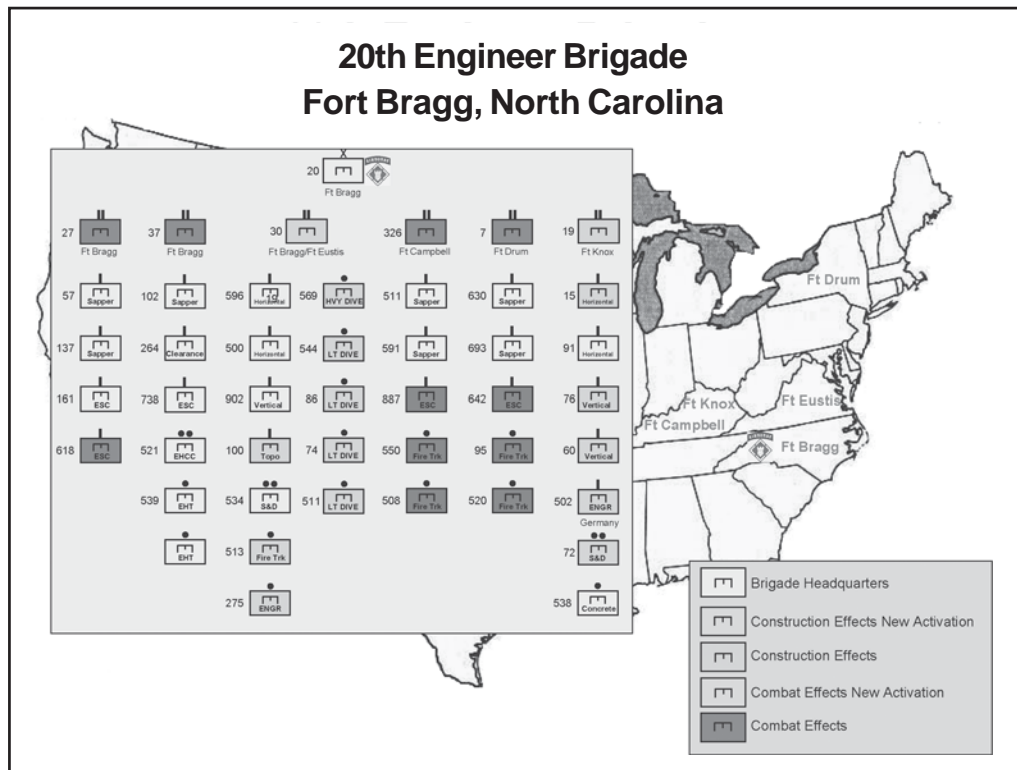 20th Engineer Brigade
Fort Bragg, North Carolina
X
20
Ft Bragg
27 37 30 326 7 19
Ft Bragg Ft Bragg Ft Bragg/Ft Eustis Ft Campbell Ft Drum Ft Knox
57 Sapper 102 Sapper 596 Horizontal 19 569 HVY DIVE 511 Sapper 630 Sapper 15 Horizontal
137 Sapper 264 Clearance 500 Horizontal 544 LT DIVE 591 Sapper 693 Sapper 91 Horizontal
161 ESC 738 ESC 902 Vertical 86 LT DIVE 887 ESC 642 ESC 76 Vertical
618 ESC 521 EHCC 100 Topo 74 LT DIVE 550 Fire Trk 95 Fire Trk 60 Vertical
539 EHT 534 S&D 511 LT DIVE 508 Fire Trk 520 Fire Trk 502 ENGR
Germany
EHT 513 Fire Trk 72 S&D
275 ENGR 538 Concrete
Ft Drum
Ft Knox
Ft Eustis
Ft Campbell
Ft Bragg
Brigade Headquarters
Construction Effects New Activation
Construction Effects
Combat Effects New Activation
Combat Effects